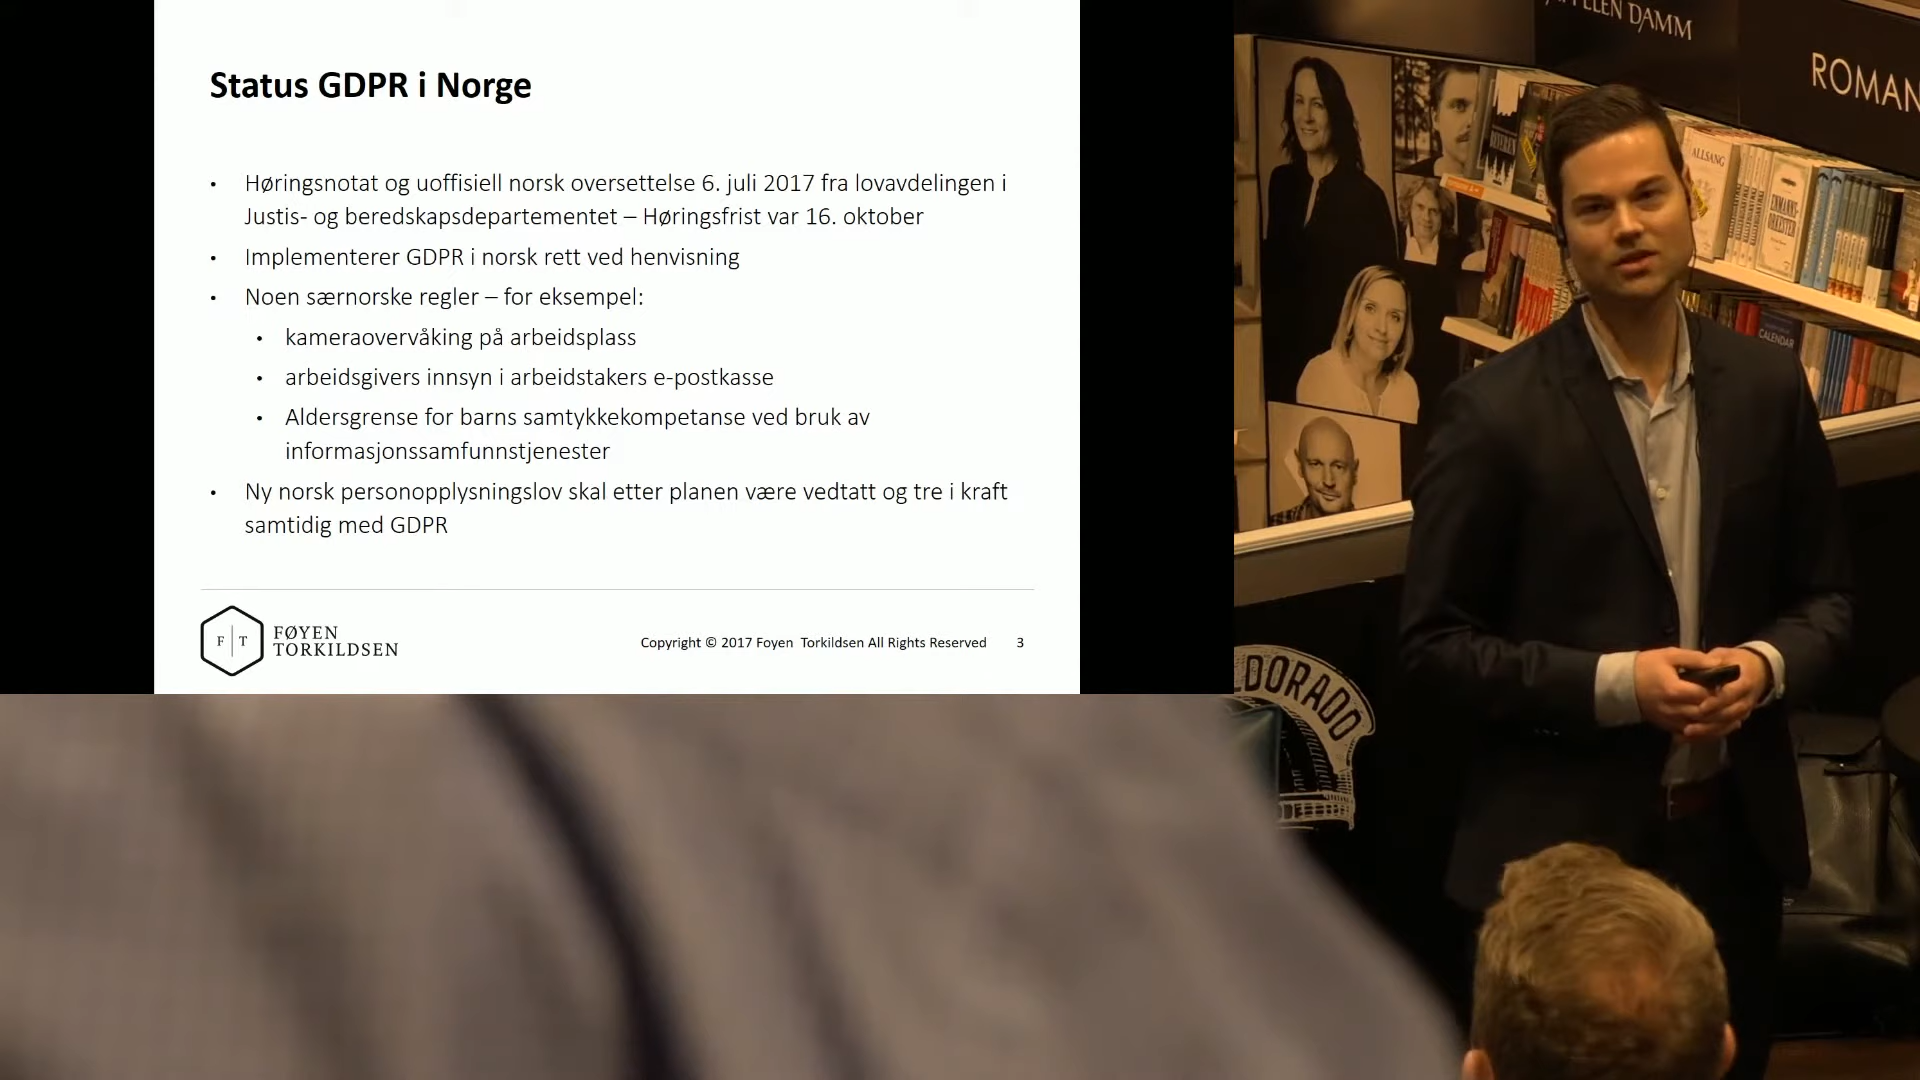 Status GDPR i Norge
• Høringsnotat og uoffisiell norsk oversettelse 6. juli 2017 fra lovavdelingen i
Justis- og beredskapsdepartementet – Høringsfrist var 16. oktober
• Implementerer GDPR i norsk rett ved henvisning
• Noen særnorske regler – for eksempel:
• kameraovervåking på arbeidsplass
• arbeidsgivers innsyn i arbeidstakers e-postkasse
• Aldersgrense for barns samtykkekompetanse ved bruk av
informasjonssamfunnstjenester
• Ny norsk personopplysningslov skal etter planen være vedtatt og tre i kraft
samtidig med GDPR
F | T
FØYEN
TORKILDSEN
Copyright © 2017 Foyen Torkildsen All Rights Reserved 3
DAMM
ROMAN
ALLSANG
CALENDAR
DORADO